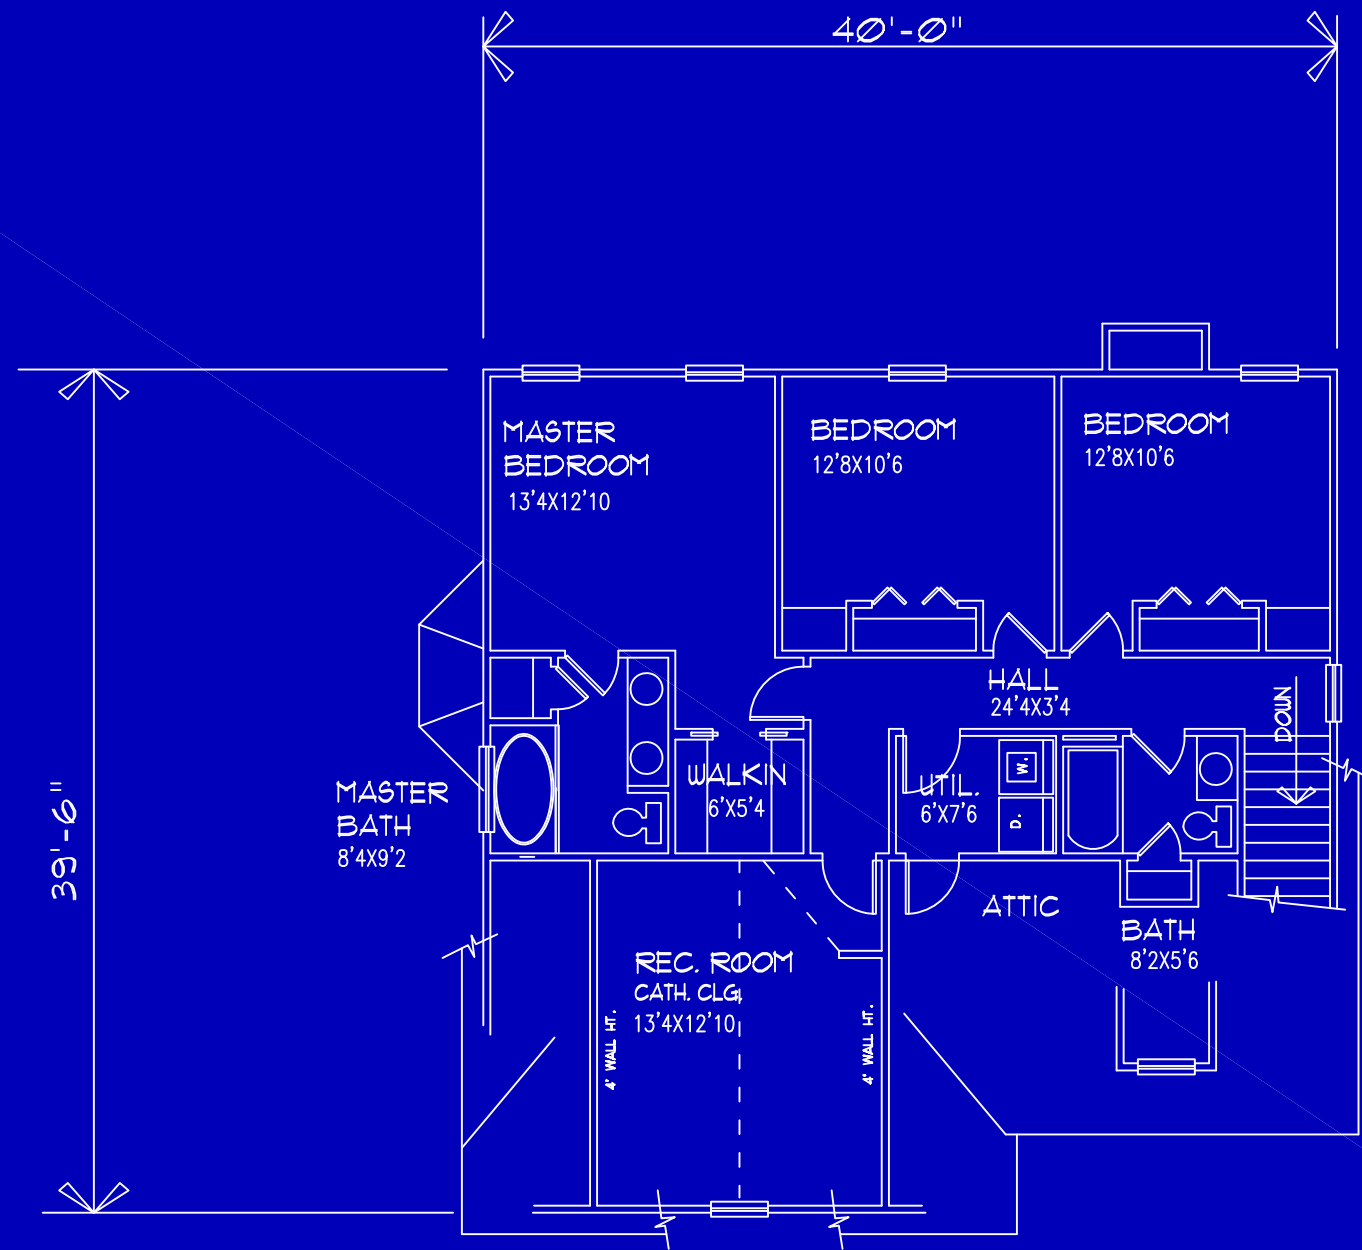 40'-0"
MASTER
BEDROOM
13'4X12'10
BEDROOM
12'8X10'6
BEDROOM
12'8X10'6
HALL
24'4X3'4
DOWN
MASTER
BATH
8'4X9'2
WALKIN
6'X5'4
UTIL.
6'X7'6
W.
D.
39'-6"
ATTIC
BATH
8'2X5'6
REC. ROOM
CATH. CLG.
13'4X12'10
4' WALL HT.
4' WALL HT.